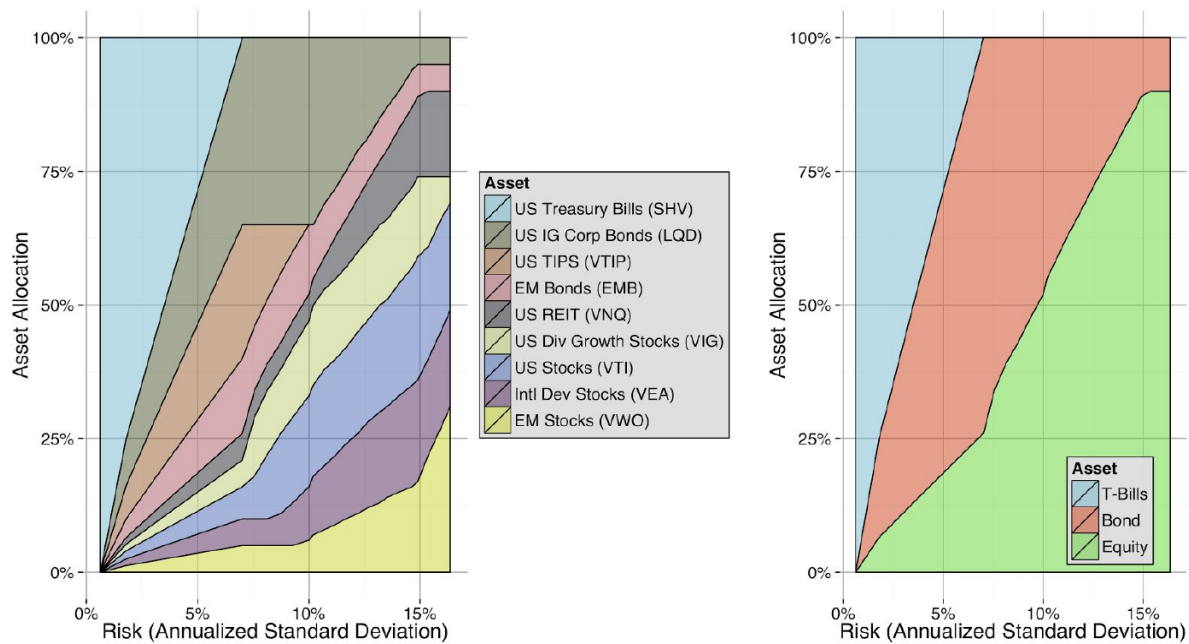 100%
75%
50%
25%
0%
Asset Allocation
0%
5%
10%
15%
Risk (Annualized Standard Deviation)
Asset
US Treasury Bills (SHV)
US IG Corp Bonds (LQD)
US TIPS (VTIP)
EM Bonds (EMB)
US REIT (VNQ)
US Div Growth Stocks (VIG)
US Stocks (VTI)
Intl Dev Stocks (VEA)
EM Stocks (VWO)
100%
75%
50%
25%
0%
Asset Allocation
0%
5%
10%
15%
Risk (Annualized Standard Deviation)
Asset
T-Bills
Bond
Equity